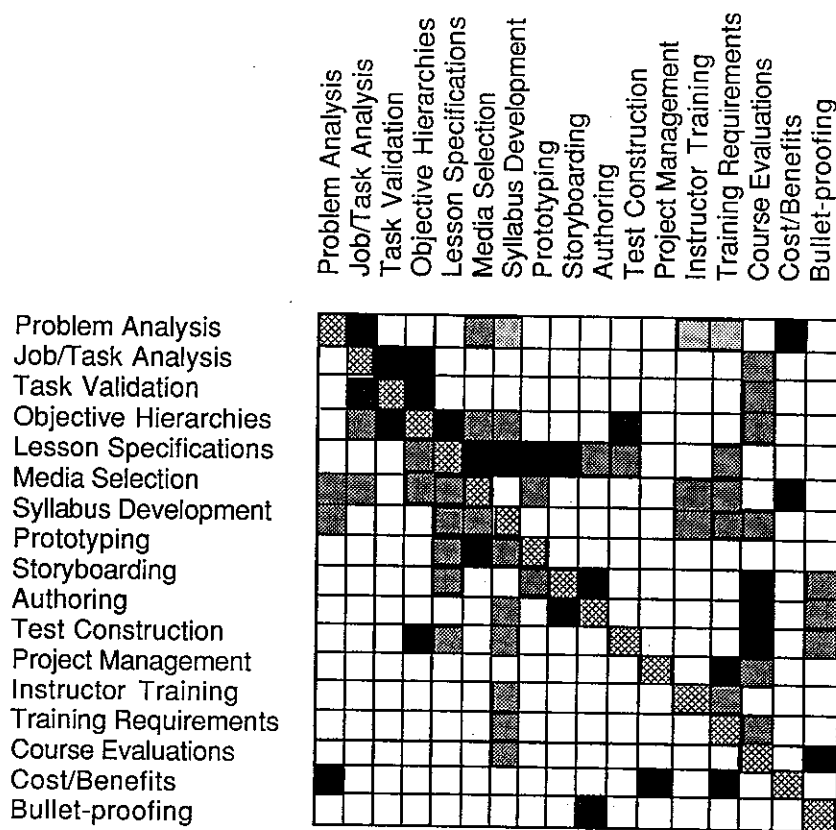 Problem Analysis
Job/Task Analysis
Task Validation
Objective Hierarchies
Lesson Specifications
Media Selection
Syllabus Development
Prototyping
Storyboarding
Authoring
Test Construction
Project Management
Instructor Training
Training Requirements
Course Evaluations
Cost/Benefits
Bullet-proofing
Problem Analysis
Job/Task Analysis
Task Validation
Objective Hierarchies
Lesson Specifications
Media Selection
Syllabus Development
Prototyping
Storyboarding
Authoring
Test Construction
Project Management
Instructor Training
Training Requirements
Course Evaluations
Cost/Benefits
Bullet-proofing